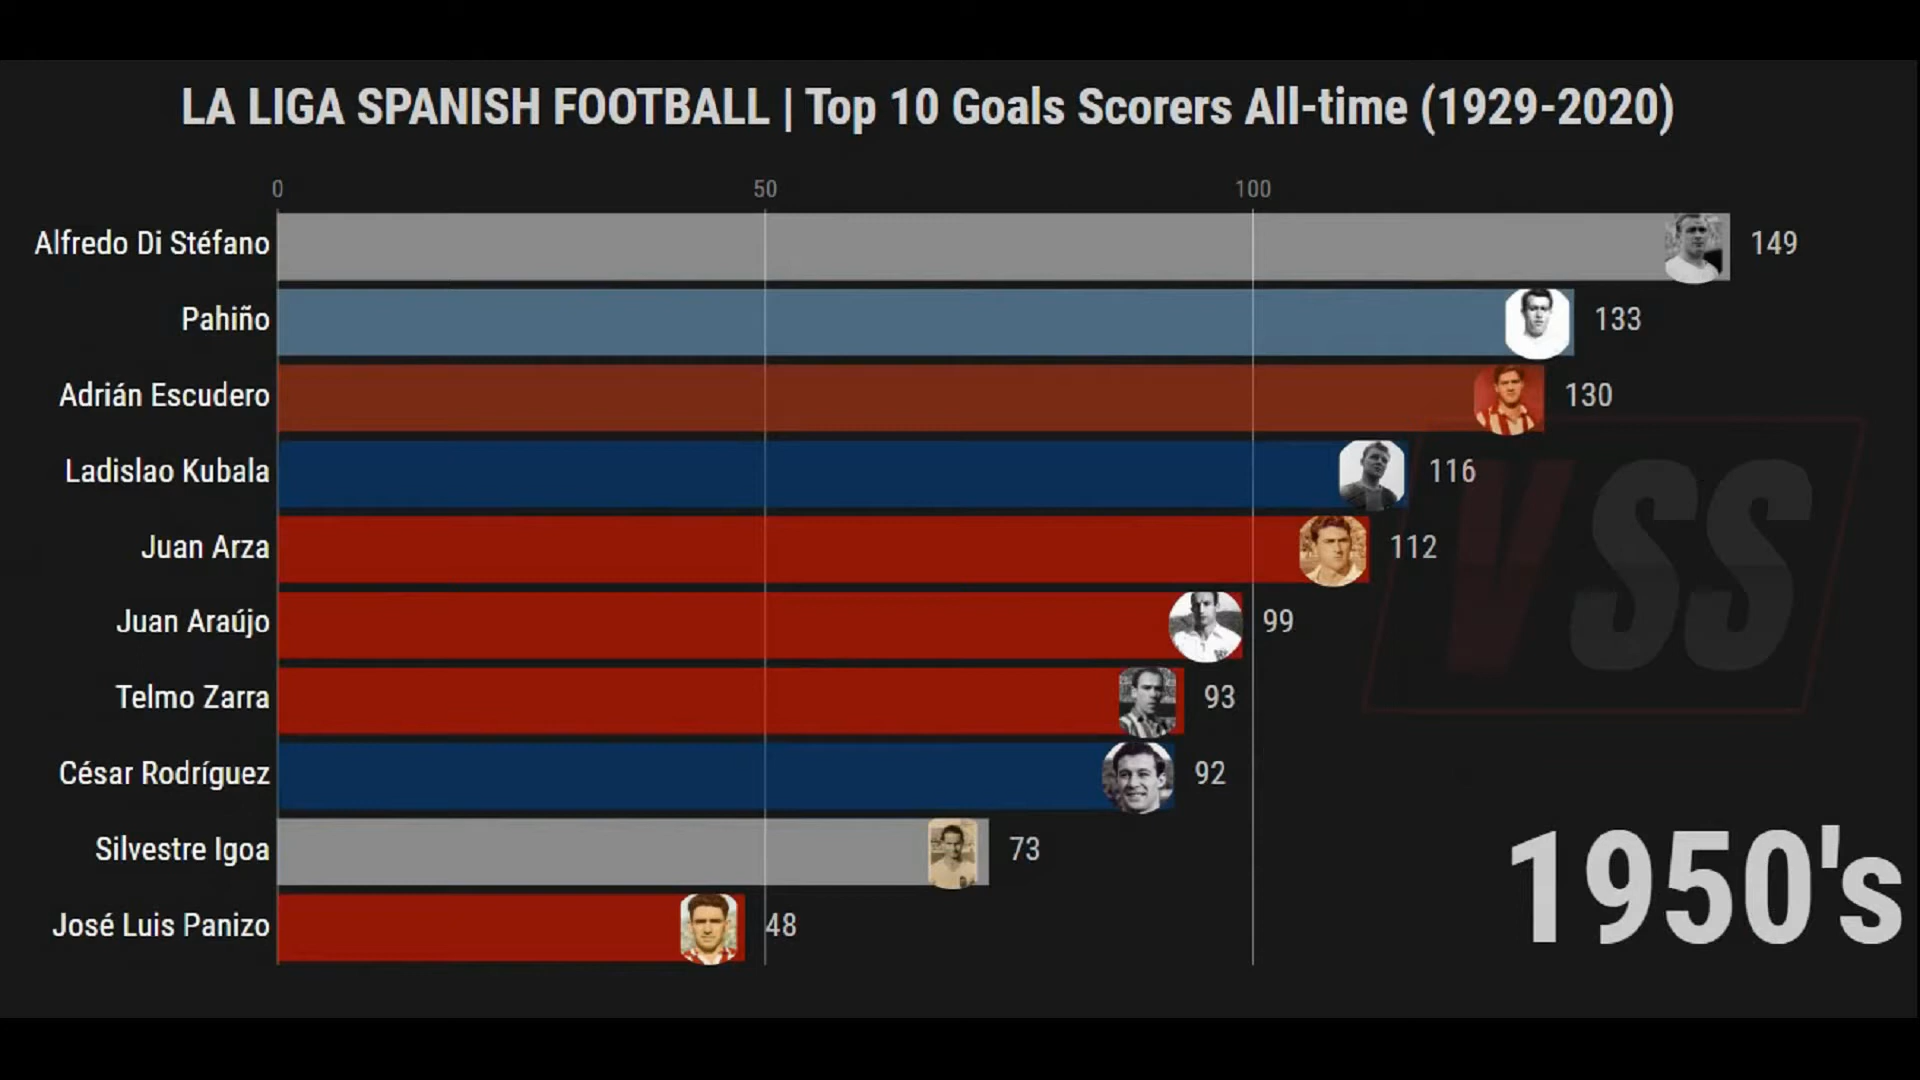 LA LIGA SPANISH FOOTBALL | Top 10 Goals Scorers All-time (1929-2020)
0 50 100
Alfredo Di Stéfano 149
Pahiño 133
Adrián Escudero 130
Ladislao Kubala 116
Juan Arza 112
Juan Araújo 99
Telmo Zarra 93
César Rodríguez 92
Silvestre Igoa 73
José Luis Panizo 48
VSS
1950's